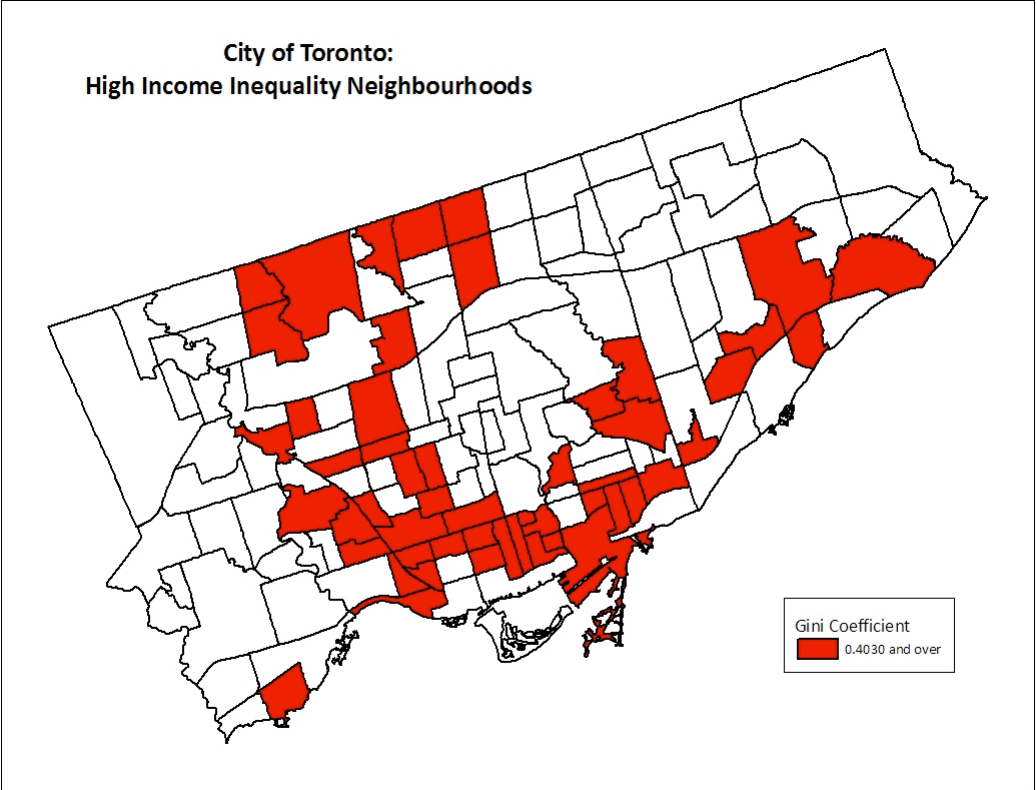 City of Toronto:
High Income Inequality Neighbourhoods
Gini Coefficient
0.4030 and over